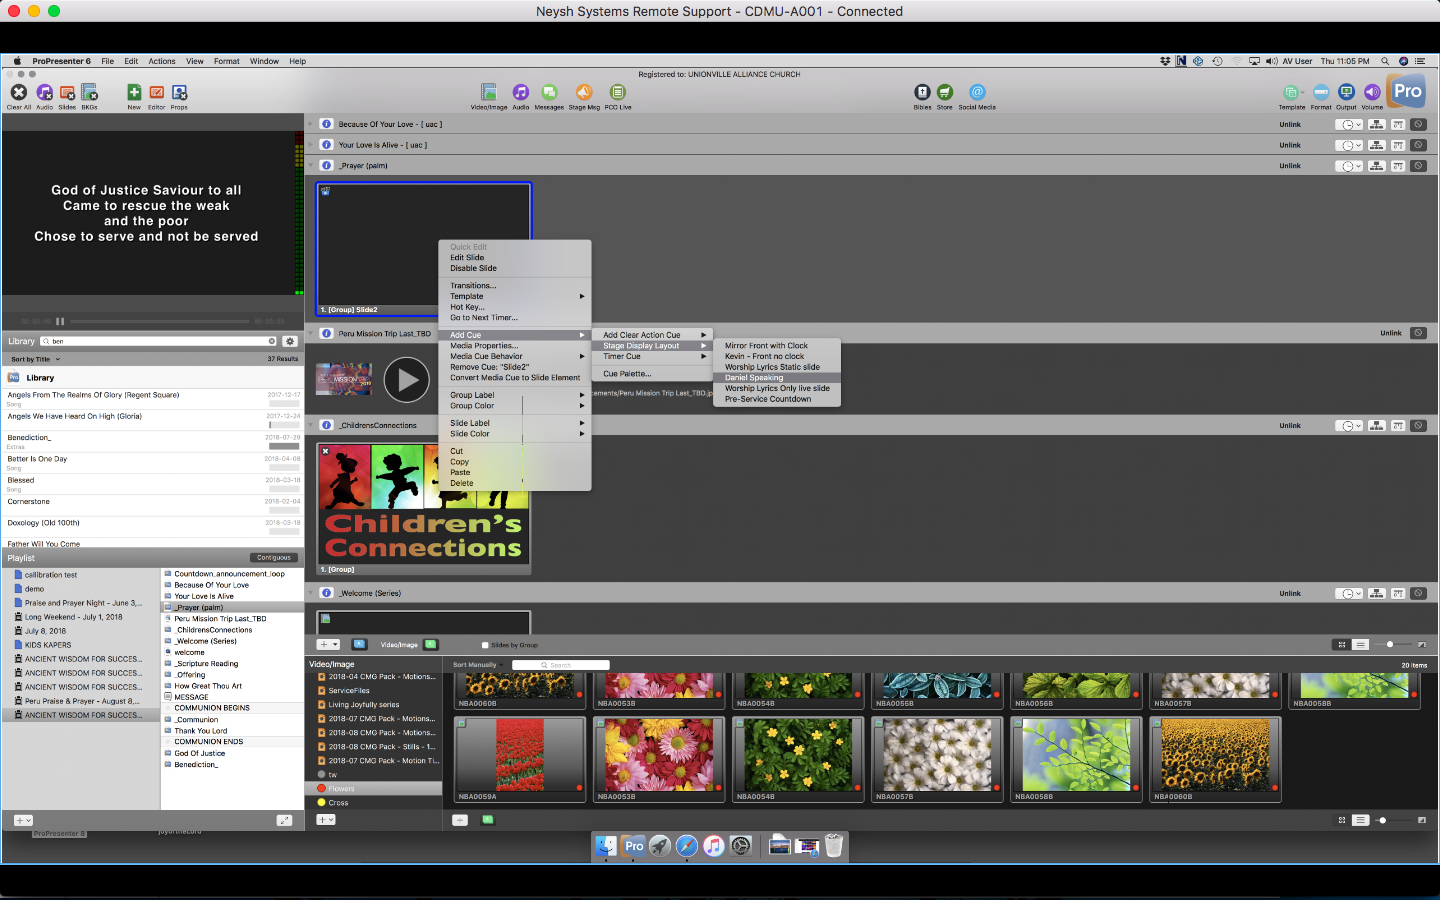 Neysh Systems Remote Support - CDMU-A001 - Connected
ProPresenter 6 File Edit Actions View Format Window Help
AV User Thu 11:05 PM
Registered to: UNIONVILLE ALLIANCE CHURCH
Clear All Audio Slides BKGs New Editor Props
Video/Image Audio Messages Stage Msg PCO Live
Bibles Store Social Media
Template Format Output Volume
Pro
God of Justice Saviour to all
Came to rescue the weak
and the poor
Chose to serve and not be served
Library
ben
Sort by Title
37 Results
Library
Angels From The Realms Of Glory (Regent Square) 2017-12-17
Song
Angels We Have Heard On High (Gloria) 2017-12-24
Song
Benediction_ 2018-07-29
Extras
Better Is One Day 2018-04-08
Song
Blessed 2018-03-18
Song
Cornerstone 2018-02-04
Doxology (Old 100th) 2018-03-18
Father Will You Come
Playlist
Contiguous
callibration test
demo
Praise and Prayer Night - June 3,...
Long Weekend - July 1, 2018
July 8, 2018
KIDS KAPERS
ANCIENT WISDOM FOR SUCCES...
ANCIENT WISDOM FOR SUCCES...
ANCIENT WISDOM FOR SUCCES...
Peru Praise & Prayer - August 8,...
ANCIENT WISDOM FOR SUCCES...
Countdown_announcement_loop
Because Of Your Love
Your Love Is Alive
_Prayer (palm)
Peru Mission Trip Last_TBD
_ChildrensConnections
_Welcome (Series)
welcome
_Scripture Reading
_Offering
How Great Thou Art
MESSAGE
COMMUNION BEGINS
_Communion
Thank You Lord
COMMUNION ENDS
God Of Justice
Benediction_
ProPresenter 6
Because Of Your Love - [ uac ] Unlink
Your Love Is Alive - [ uac ] Unlink
_Prayer (palm) Unlink
1. [Group] Slide2
Quick Edit
Edit Slide
Disable Slide
Transitions...
Template
Hot Key...
Go to Next Timer...
Add Cue
Media Properties...
Media Cue Behavior
Remove Cue: "Slide2"
Convert Media Cue to Slide Element
Group Label
Group Color
Slide Label
Slide Color
Cut
Copy
Paste
Delete
Add Clear Action Cue
Stage Display Layout
Timer Cue
Cue Palette...
Mirror Front with Clock
Kevin - Front no clock
Worship Lyrics Static slide
Daniel Speaking
Worship Lyrics Only live slide
Pre-Service Countdown
Peru Mission Trip Last_TBD Unlink
cements/Peru Mission Trip Last_TBD.jp
_ChildrensConnections Unlink
Children's
Connections
1. [Group]
_Welcome (Series) Unlink
Video/Image
Slides by Group
Video/Image
2018-04 CMG Pack - Motions...
ServiceFiles
Living Joyfully series
2018-07 CMG Pack - Motions...
2018-08 CMG Pack - Motions...
2018-08 CMG Pack - Stills - 1...
2018-07 CMG Pack - Motion Ti...
tw
Flowers
Cross
Sort Manually
Search
20 Items
NBA0060B NBA0053B NBA0054B NBA0055B NBA0056B NBA0057B NBA0058B
NBA0059A NBA0053B NBA0054B NBA0057B NBA0058B NBA0060B
Pro